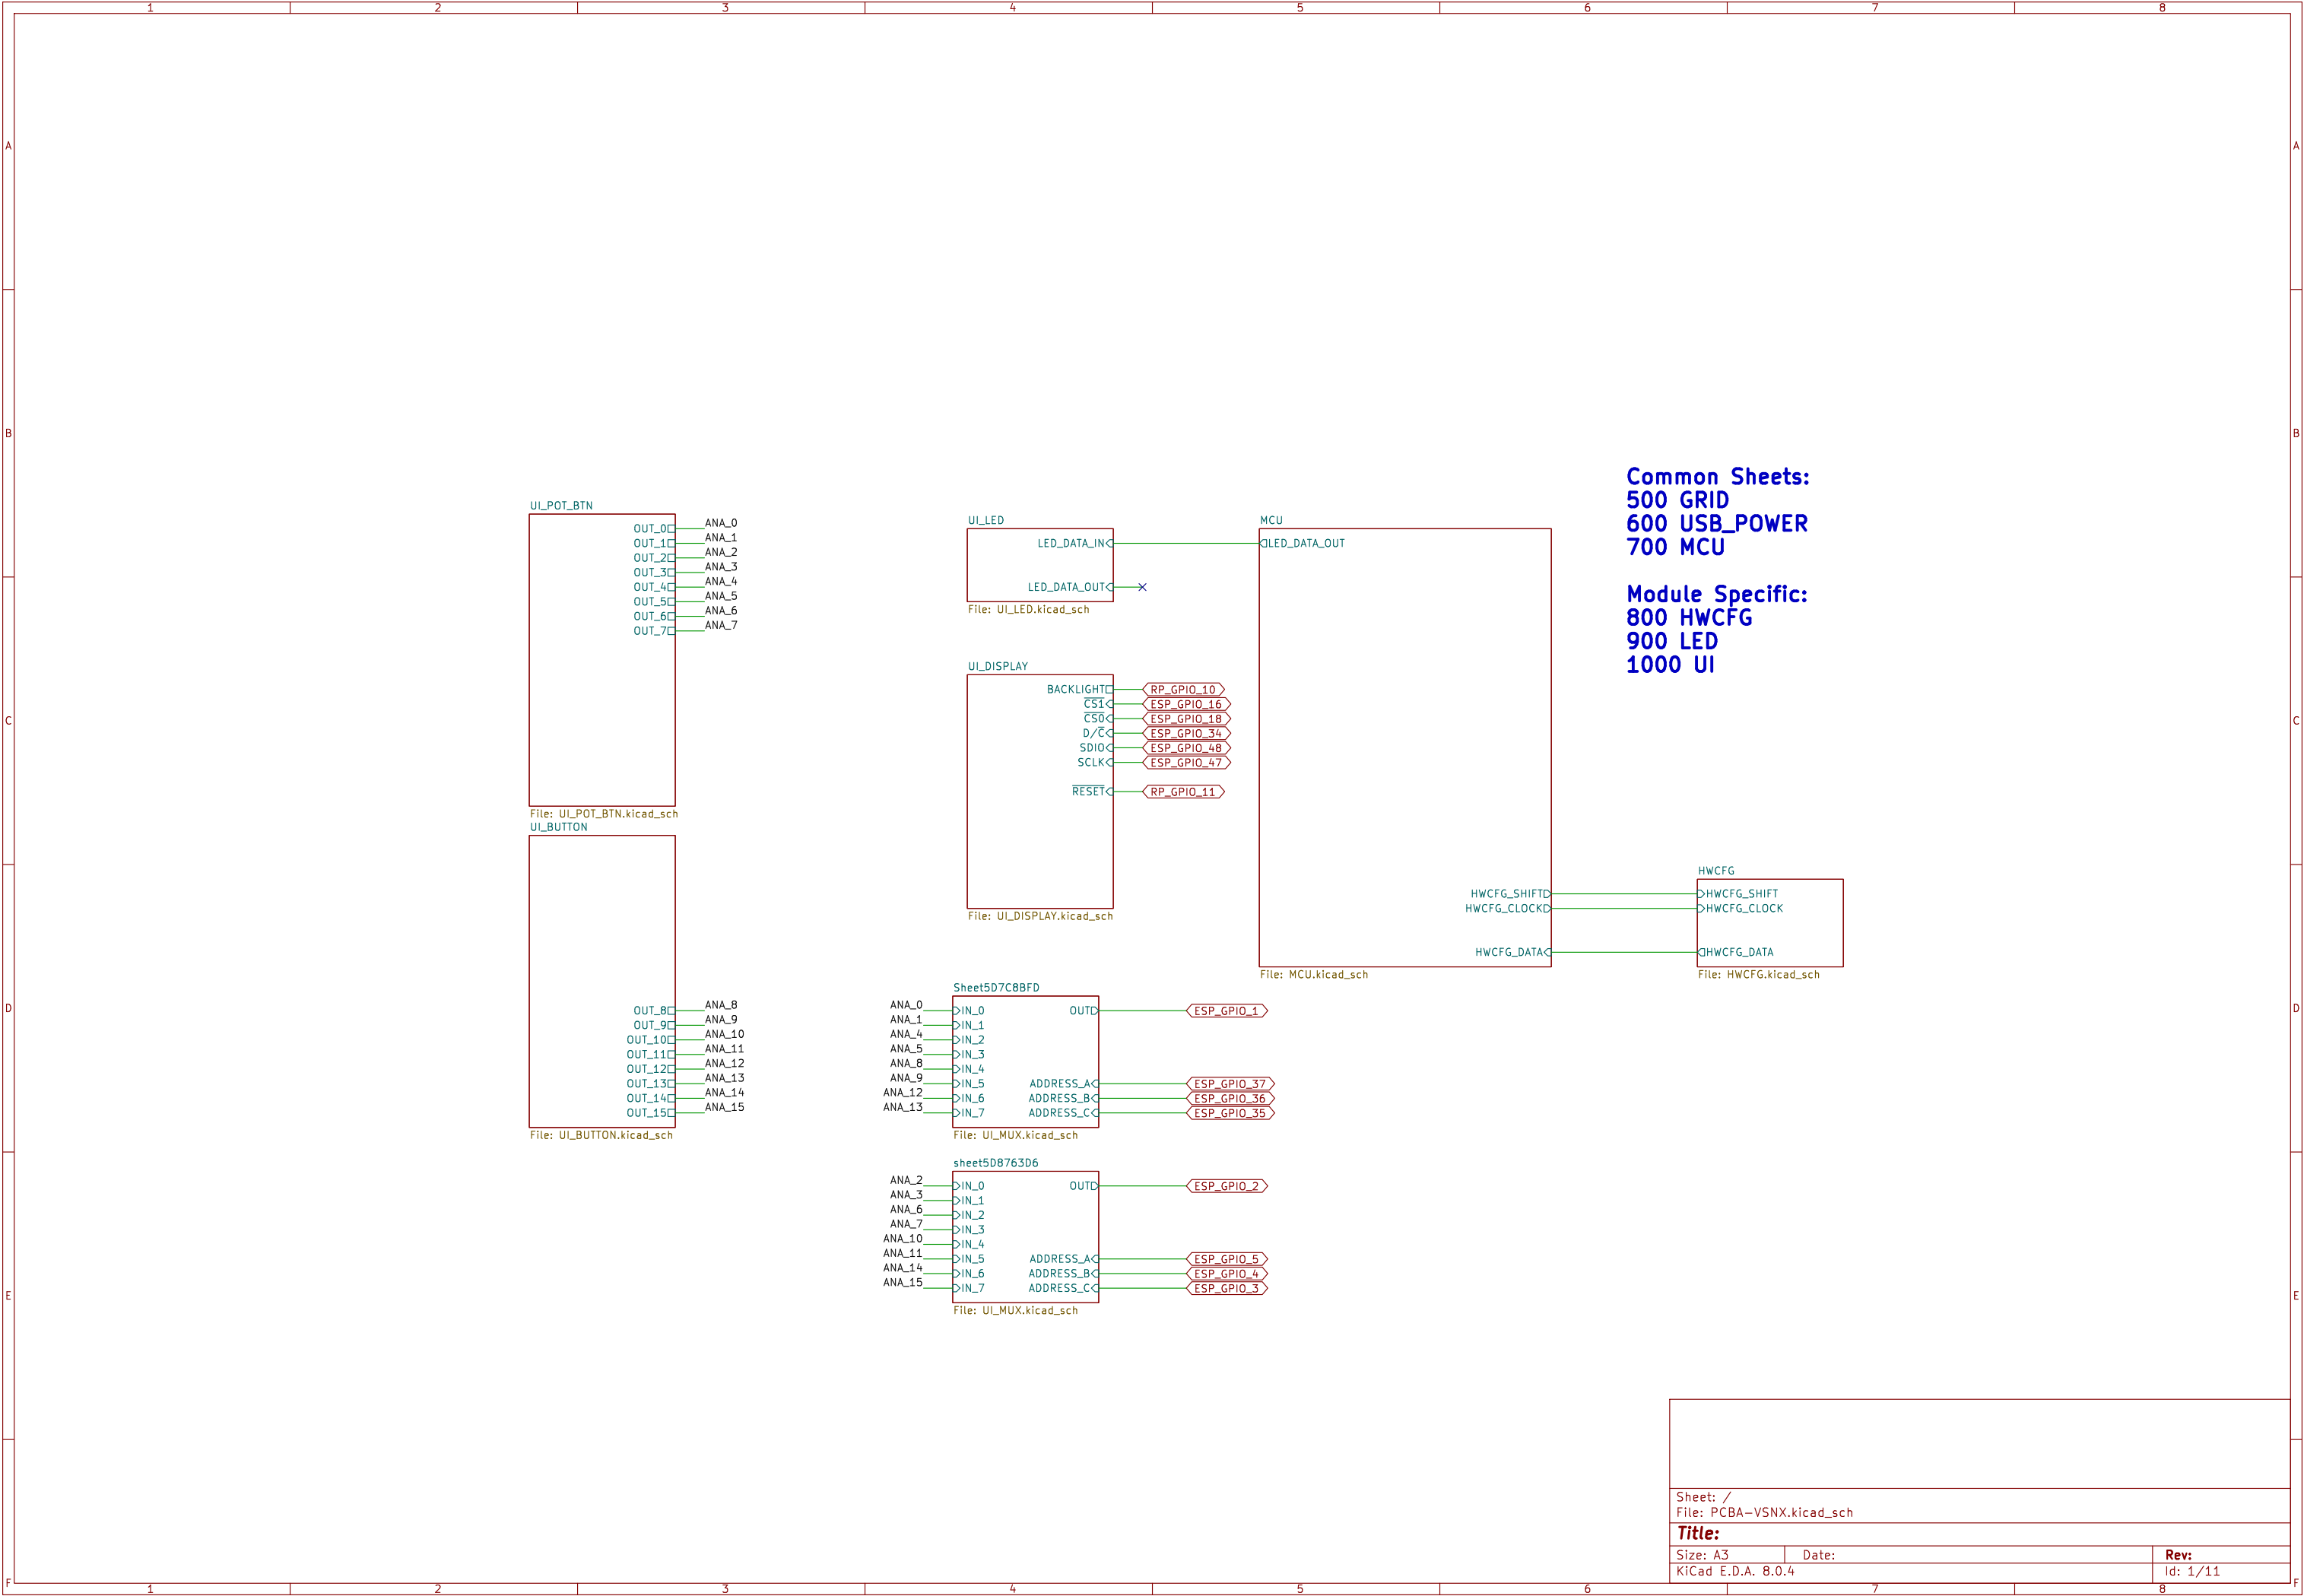 1 2 3 4 5 6 7 8
A A
B B
C C
D D
E E
F F
1 2 3 4 5 6 7 8
Common Sheets:
500 GRID
600 USB_POWER
700 MCU
Module Specific:
800 HWCFG
900 LED
1000 UI
UI_POT_BTN
OUT_0 ANA_0
OUT_1 ANA_1
OUT_2 ANA_2
OUT_3 ANA_3
OUT_4 ANA_4
OUT_5 ANA_5
OUT_6 ANA_6
OUT_7 ANA_7
File: UI_POT_BTN.kicad_sch
UI_BUTTON
OUT_8 ANA_8
OUT_9 ANA_9
OUT_10 ANA_10
OUT_11 ANA_11
OUT_12 ANA_12
OUT_13 ANA_13
OUT_14 ANA_14
OUT_15 ANA_15
File: UI_BUTTON.kicad_sch
UI_LED
LED_DATA_IN
LED_DATA_OUT
File: UI_LED.kicad_sch
UI_DISPLAY
BACKLIGHT RP_GPIO_10
CS1 ESP_GPIO_16
CS0 ESP_GPIO_18
D/C ESP_GPIO_34
SDIO ESP_GPIO_48
SCLK ESP_GPIO_47
RESET RP_GPIO_11
File: UI_DISPLAY.kicad_sch
MCU
LED_DATA_OUT
HWCFG_SHIFT
HWCFG_CLOCK
HWCFG_DATA
File: MCU.kicad_sch
HWCFG
HWCFG_SHIFT
HWCFG_CLOCK
HWCFG_DATA
File: HWCFG.kicad_sch
Sheet5D7C8BFD
ANA_0 IN_0 OUT ESP_GPIO_1
ANA_1 IN_1
ANA_4 IN_2
ANA_5 IN_3
ANA_8 IN_4
ANA_9 IN_5 ADDRESS_A ESP_GPIO_37
ANA_12 IN_6 ADDRESS_B ESP_GPIO_36
ANA_13 IN_7 ADDRESS_C ESP_GPIO_35
File: UI_MUX.kicad_sch
sheet5D8763D6
ANA_2 IN_0 OUT ESP_GPIO_2
ANA_3 IN_1
ANA_6 IN_2
ANA_7 IN_3
ANA_10 IN_4
ANA_11 IN_5 ADDRESS_A ESP_GPIO_5
ANA_14 IN_6 ADDRESS_B ESP_GPIO_4
ANA_15 IN_7 ADDRESS_C ESP_GPIO_3
File: UI_MUX.kicad_sch
Sheet: /
File: PCBA-VSNX.kicad_sch
Title:
Size: A3 Date: Rev:
KiCad E.D.A. 8.0.4 Id: 1/11